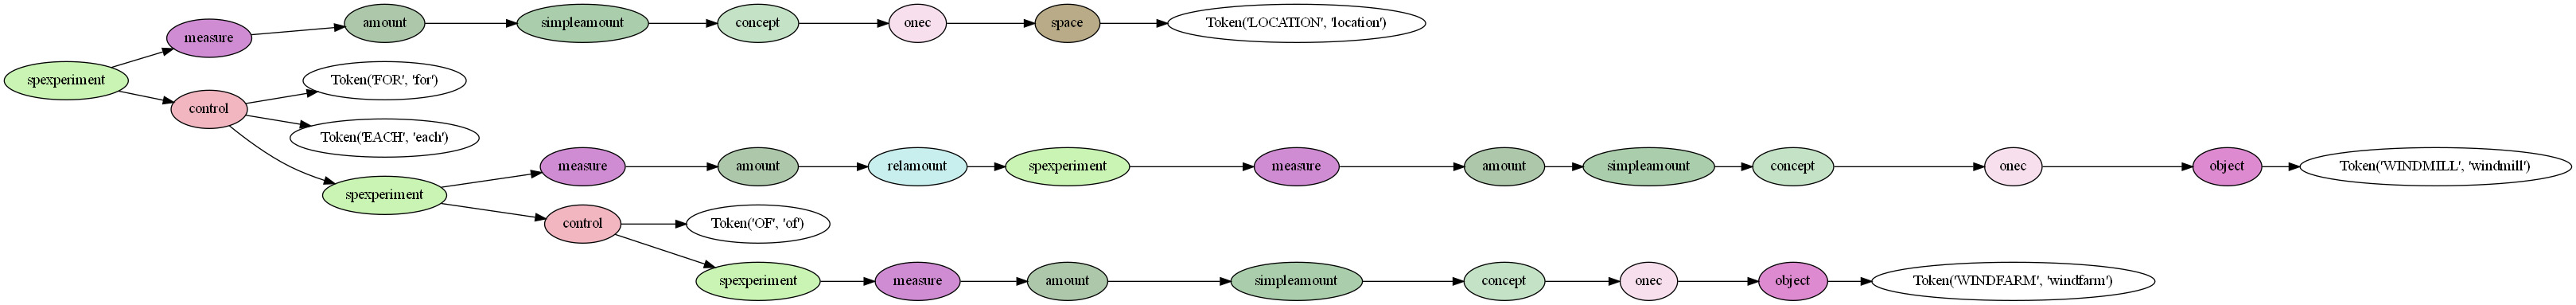 amount simpleamount concept onec space Token('LOCATION', 'location')
measure
spexperiment Token('FOR', 'for')
control
Token('EACH', 'each')
measure amount relamount spexperiment measure amount simpleamount concept onec object Token('WINDMILL', 'windmill')
spexperiment
control Token('OF', 'of')
spexperiment measure amount simpleamount concept onec object Token('WINDFARM', 'windfarm')